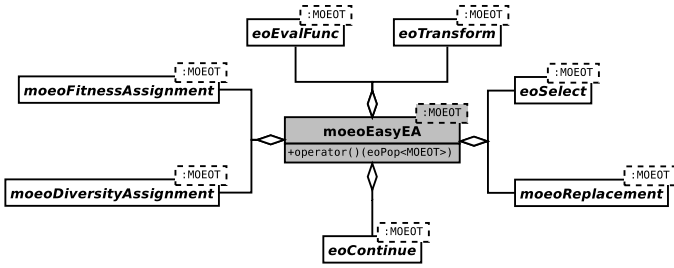 :MOEOT
eoEvalFunc
:MOEOT
eoTransform
:MOEOT
moeoFitnessAssignment
:MOEOT
eoSelect
:MOEOT
moeoEasyEA
+operator()(eoPop<MOEOT>)
:MOEOT
moeoDiversityAssignment
:MOEOT
moeoReplacement
:MOEOT
eoContinue